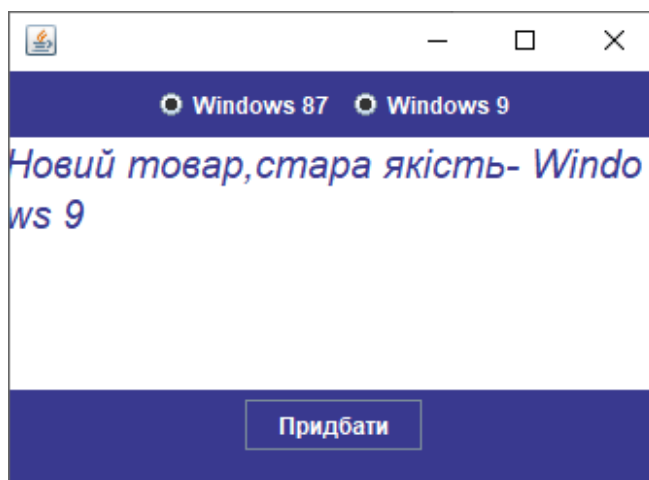 Windows 87 Windows 9
Новий товар,стара якість- Windo
ws 9
Придбати